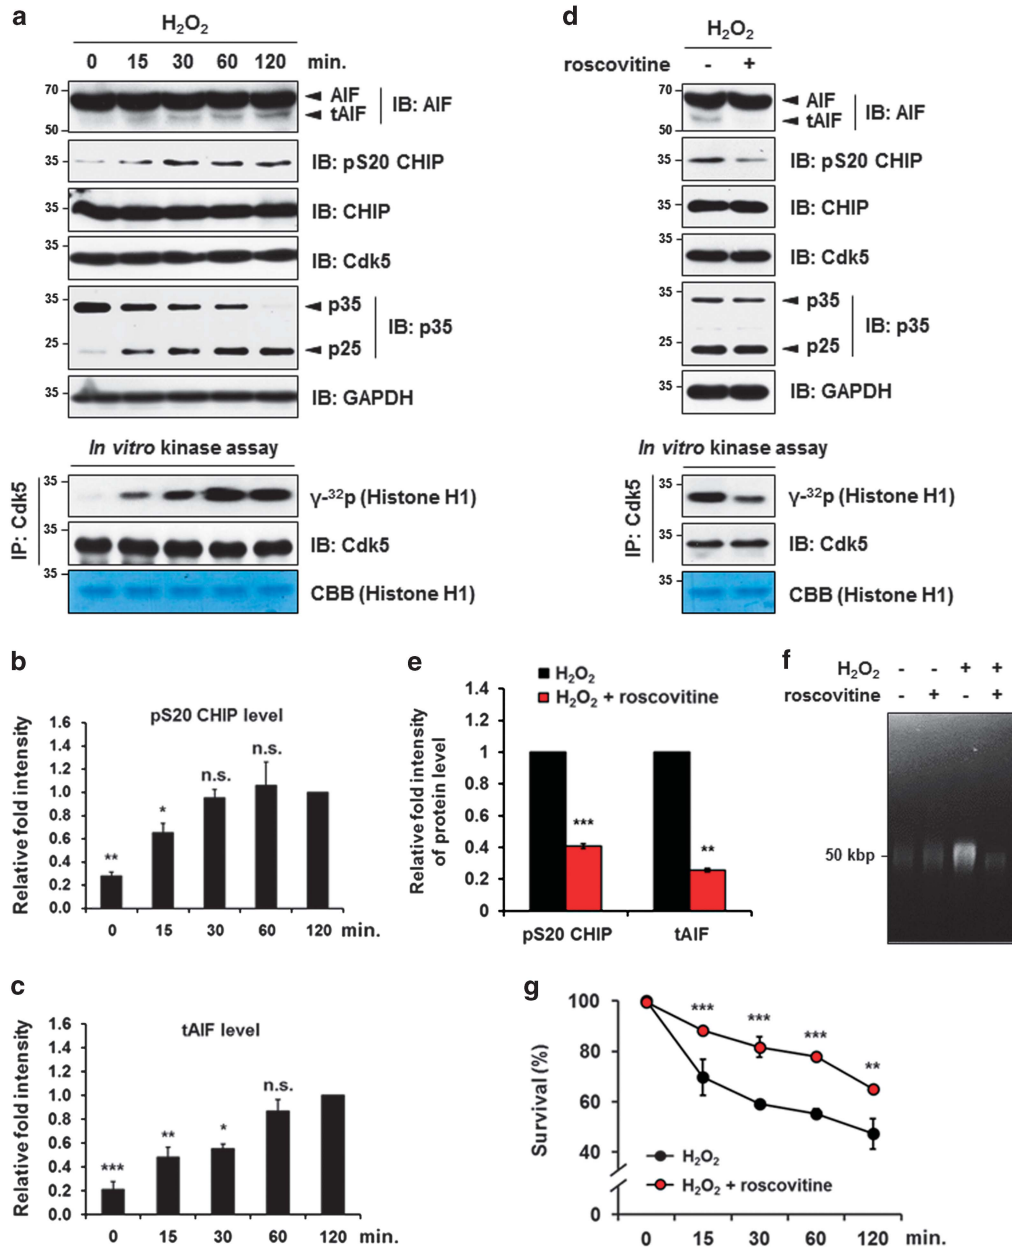 a
H₂O₂
0 15 30 60 120 min.
70
50
AIF
tAIF
IB: AIF
35
IB: pS20 CHIP
35
IB: CHIP
35
IB: Cdk5
35
25
p35
p25
IB: p35
35
IB: GAPDH
In vitro kinase assay
IP: Cdk5
35
γ-³²p (Histone H1)
35
IB: Cdk5
35
CBB (Histone H1)
d
H₂O₂
roscovitine - +
70
50
AIF
tAIF
IB: AIF
35
IB: pS20 CHIP
35
IB: CHIP
35
IB: Cdk5
35
25
p35
p25
IB: p35
35
IB: GAPDH
In vitro kinase assay
IP: Cdk5
35
γ-³²p (Histone H1)
35
IB: Cdk5
35
CBB (Histone H1)
b
pS20 CHIP level
Relative fold intensity
1.6
1.4
1.2
1.0
0.8
0.6
0.4
0.2
0.0
**
*
n.s.
n.s.
0 15 30 60 120 min.
c
tAIF level
Relative fold intensity
1.6
1.4
1.2
1.0
0.8
0.6
0.4
0.2
0.0
***
**
*
n.s.
0 15 30 60 120 min.
e
H₂O₂
H₂O₂ + roscovitine
Relative fold intensity
of protein level
1.4
1.2
1
0.8
0.6
0.4
0.2
0
***
**
pS20 CHIP tAIF
f
H₂O₂ - - + +
roscovitine - + - +
50 kbp
g
Survival (%)
100
80
60
40
0
***
***
***
**
H₂O₂
H₂O₂ + roscovitine
0 15 30 60 120 min.